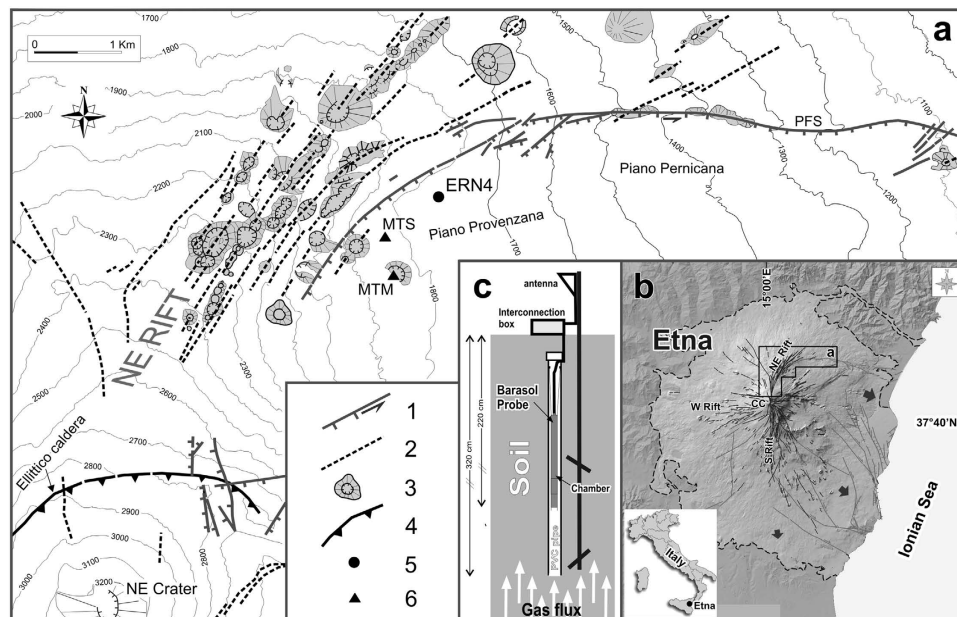 a
1700
1800
1900
2000
2100
2200
2300
2400
2500
2600
2300
2700
2800
2900
3000
3100
3200
3000
2800
1800
1700
1600
1500
1400
1300
1200
1100
0 1 Km
N
PFS
Piano Pernicana
Piano Provenzana
ERN4
MTS
MTM
NE RIFT
Ellittico caldera
NE Crater
1
2
3
4
5
6
c
antenna
Interconnection
box
Barasol
Probe
Chamber
PVC pipe
Soil
220 cm
320 cm
Gas flux
b
15°00'E
37°40'N
Etna
NE Rift
a
CC
W Rift
S Rift
Ionian Sea
Italy
Etna